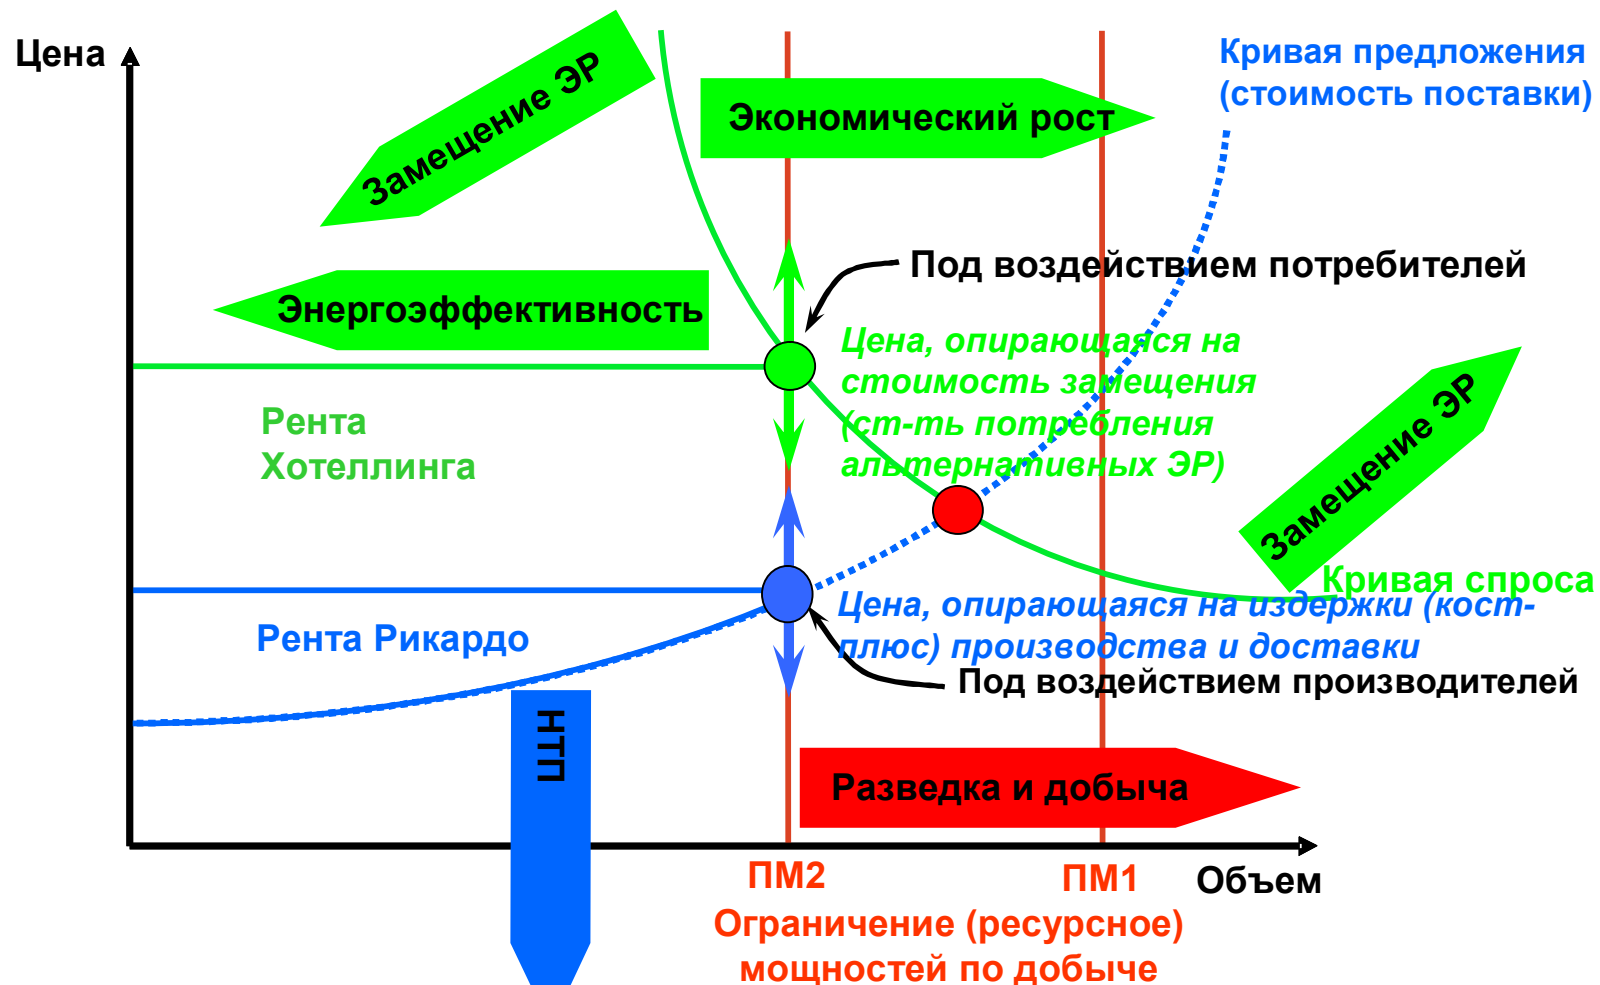 Цена
Замещение ЭР
Экономический рост
Кривая предложения
(стоимость поставки)
Под воздействием потребителей
Энергоэффективность
Цена, опирающаяся на
стоимость замещения
(ст-ть потребления
альтернативных ЭР)
Рента
Хотеллинга
Замещение ЭР
Кривая спроса
Цена, опирающаяся на издержки (кост-
плюс) производства и доставки
Рента Рикардо
Под воздействием производителей
НТП
Разведка и добыча
ПМ2
ПМ1
Объем
Ограничение (ресурсное)
мощностей по добыче